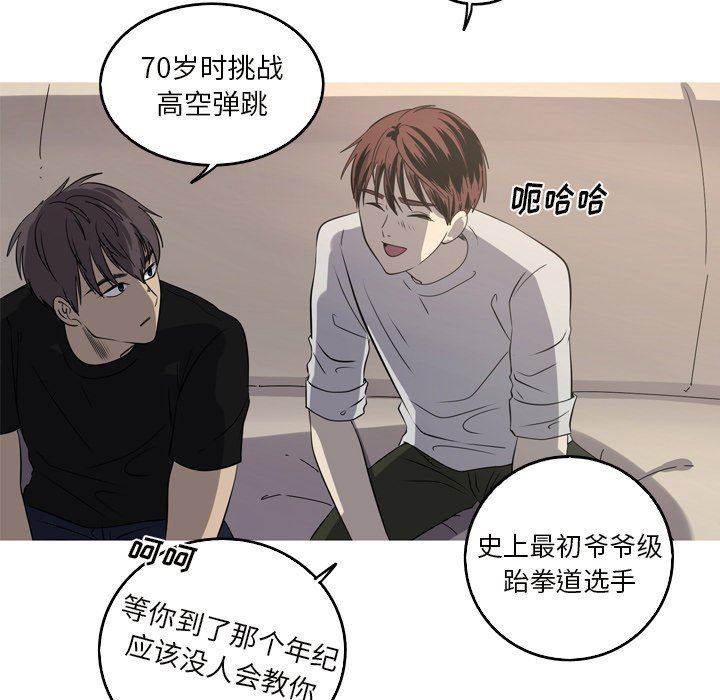 70岁时挑战
高空弹跳
呃哈哈
史上最初爷爷级
跆拳道选手
呵呵
等你到了那个年纪
应该没人会教你